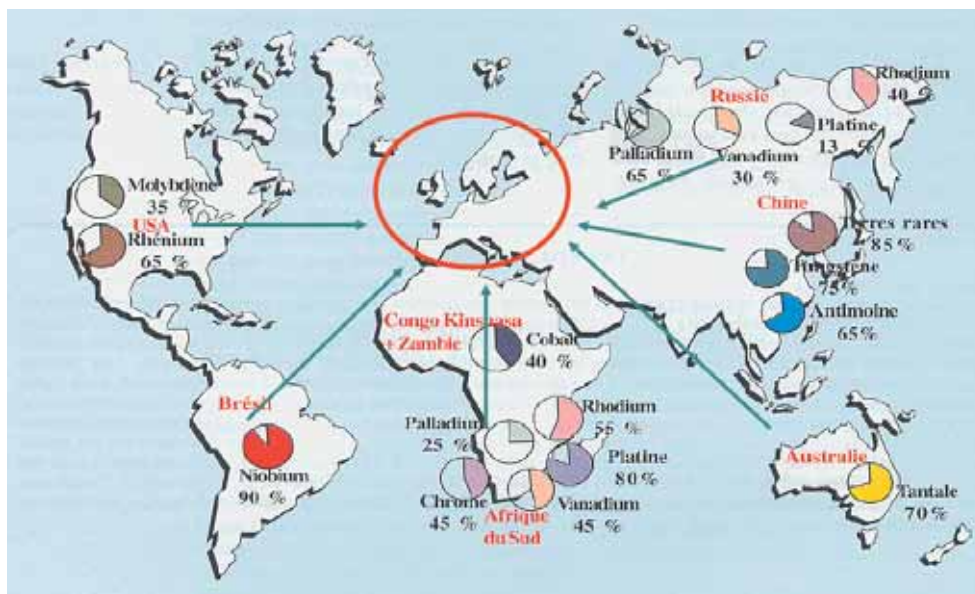 Molybdène
35
USA
Rhénium
65 %
Brésil
Niobium
90 %
Congo Kinshasa
+ Zambie
Cobalt
40 %
Palladium
25 %
Chrome
45 %
Afrique
du Sud
Rhodium
55 %
Platine
80%
Vanadium
45 %
Russie
Palladium
65 %
Vanadium
30 %
Platine
13 %
Rhodium
40 %
Chine
Terres rares
85%
Tungstène
75%
Antimoine
65%
Australie
Tantale
70%